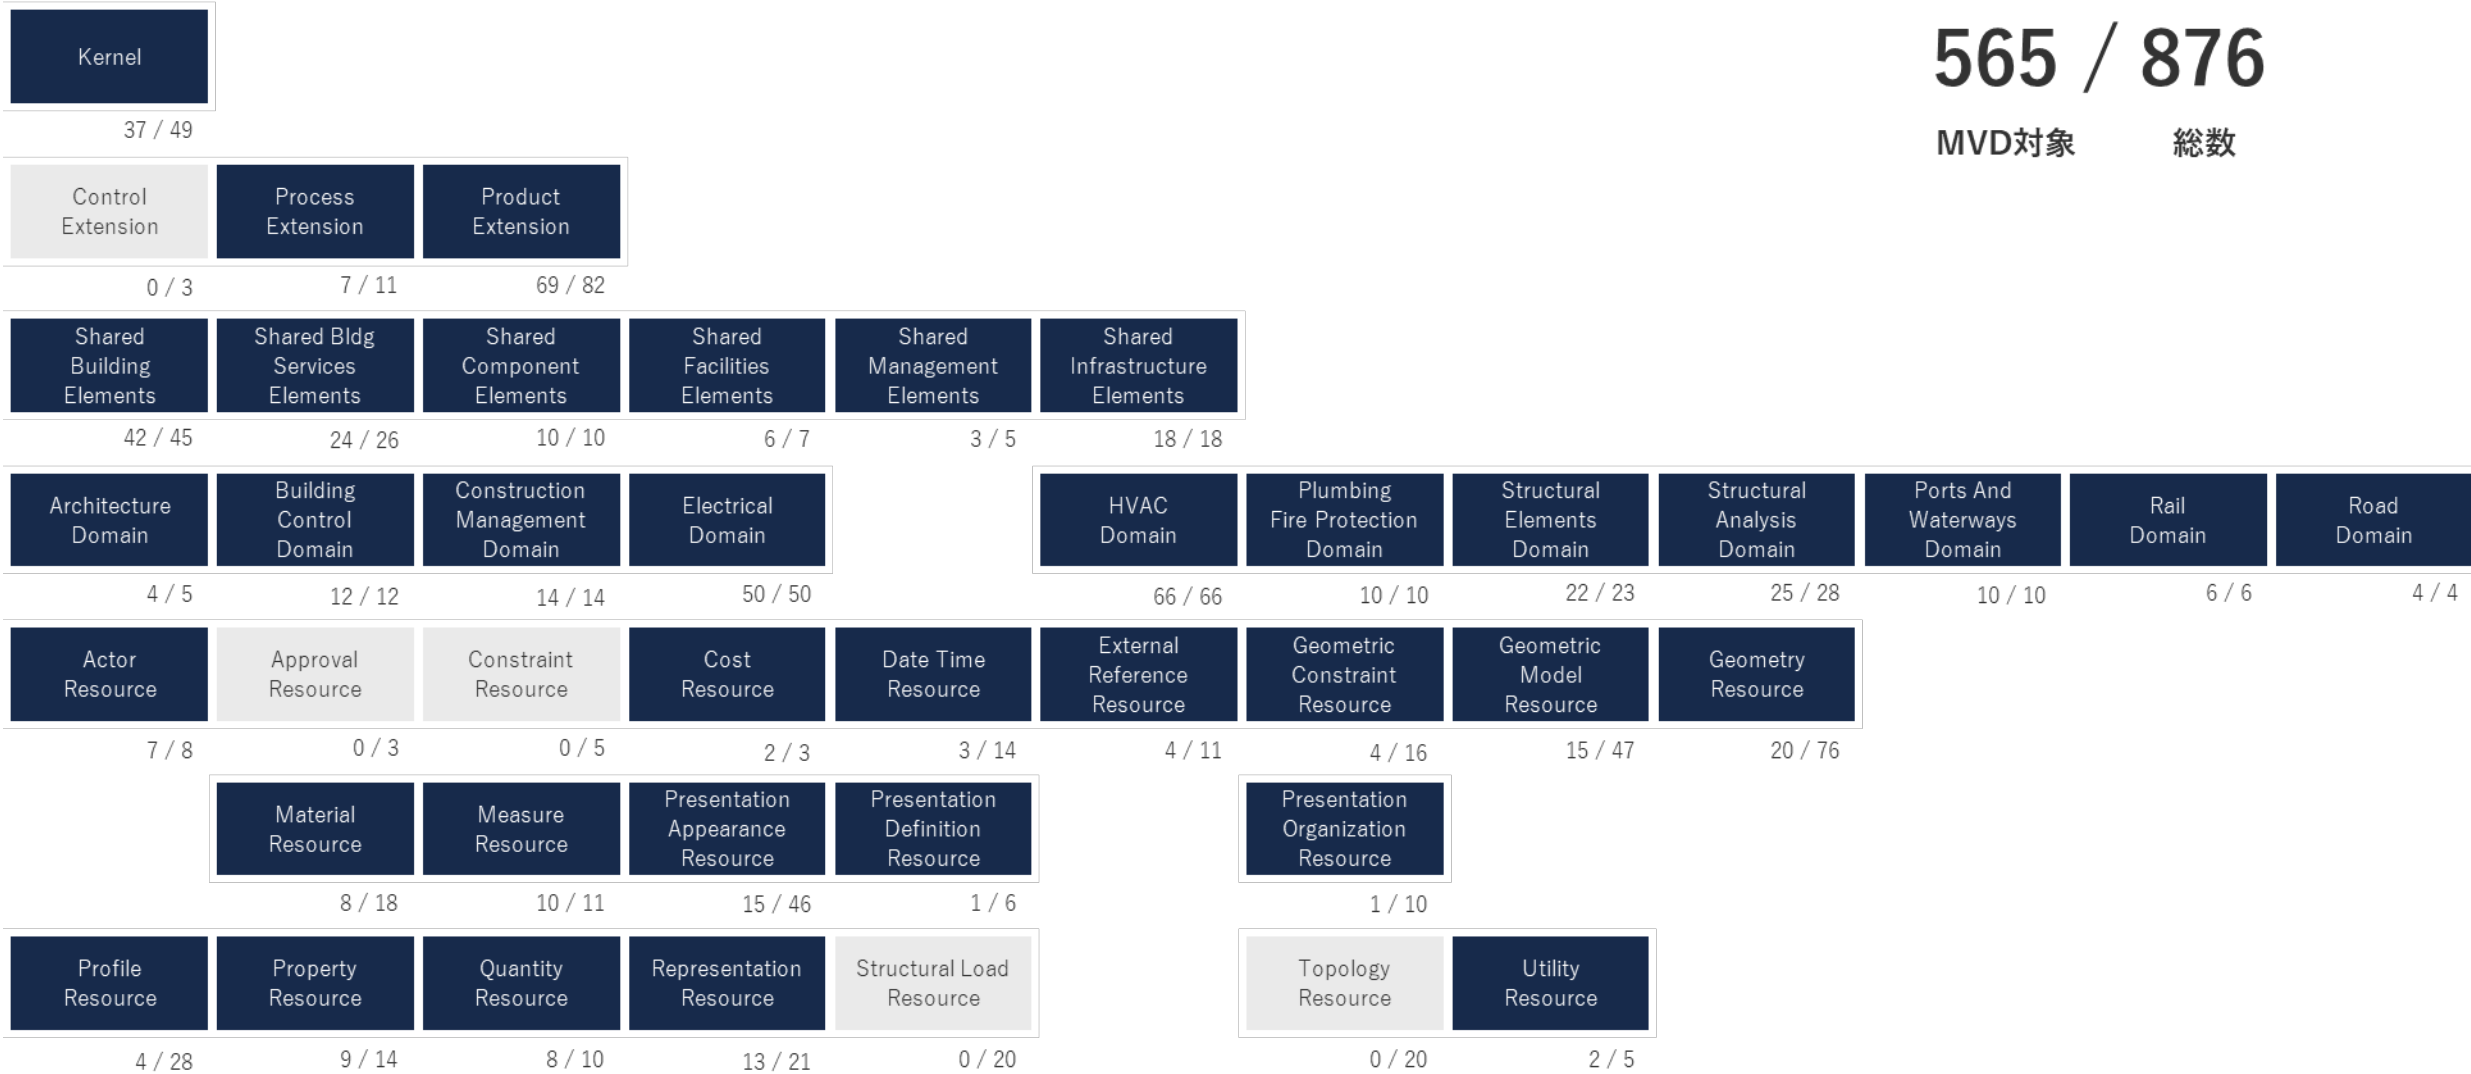 Kernel
37 / 49
565 / 876
MVD対象
総数
Control
Extension
0 / 3
Process
Extension
7 / 11
Product
Extension
69 / 82
Shared
Building
Elements
42 / 45
Shared Bldg
Services
Elements
24 / 26
Shared
Component
Elements
10 / 10
Shared
Facilities
Elements
6 / 7
Shared
Management
Elements
3 / 5
Shared
Infrastructure
Elements
18 / 18
Architecture
Domain
4 / 5
Building
Control
Domain
12 / 12
Construction
Management
Domain
14 / 14
Electrical
Domain
50 / 50
HVAC
Domain
66 / 66
Plumbing
Fire Protection
Domain
10 / 10
Structural
Elements
Domain
22 / 23
Structural
Analysis
Domain
25 / 28
Ports And
Waterways
Domain
10 / 10
Rail
Domain
6 / 6
Road
Domain
4 / 4
Actor
Resource
7 / 8
Approval
Resource
0 / 3
Constraint
Resource
0 / 5
Cost
Resource
2 / 3
Date Time
Resource
3 / 14
External
Reference
Resource
4 / 11
Geometric
Constraint
Resource
4 / 16
Geometric
Model
Resource
15 / 47
Geometry
Resource
20 / 76
Material
Resource
8 / 18
Measure
Resource
10 / 11
Presentation
Appearance
Resource
15 / 46
Presentation
Definition
Resource
1 / 6
Presentation
Organization
Resource
1 / 10
Profile
Resource
4 / 28
Property
Resource
9 / 14
Quantity
Resource
8 / 10
Representation
Resource
13 / 21
Structural Load
Resource
0 / 20
Topology
Resource
0 / 20
Utility
Resource
2 / 5